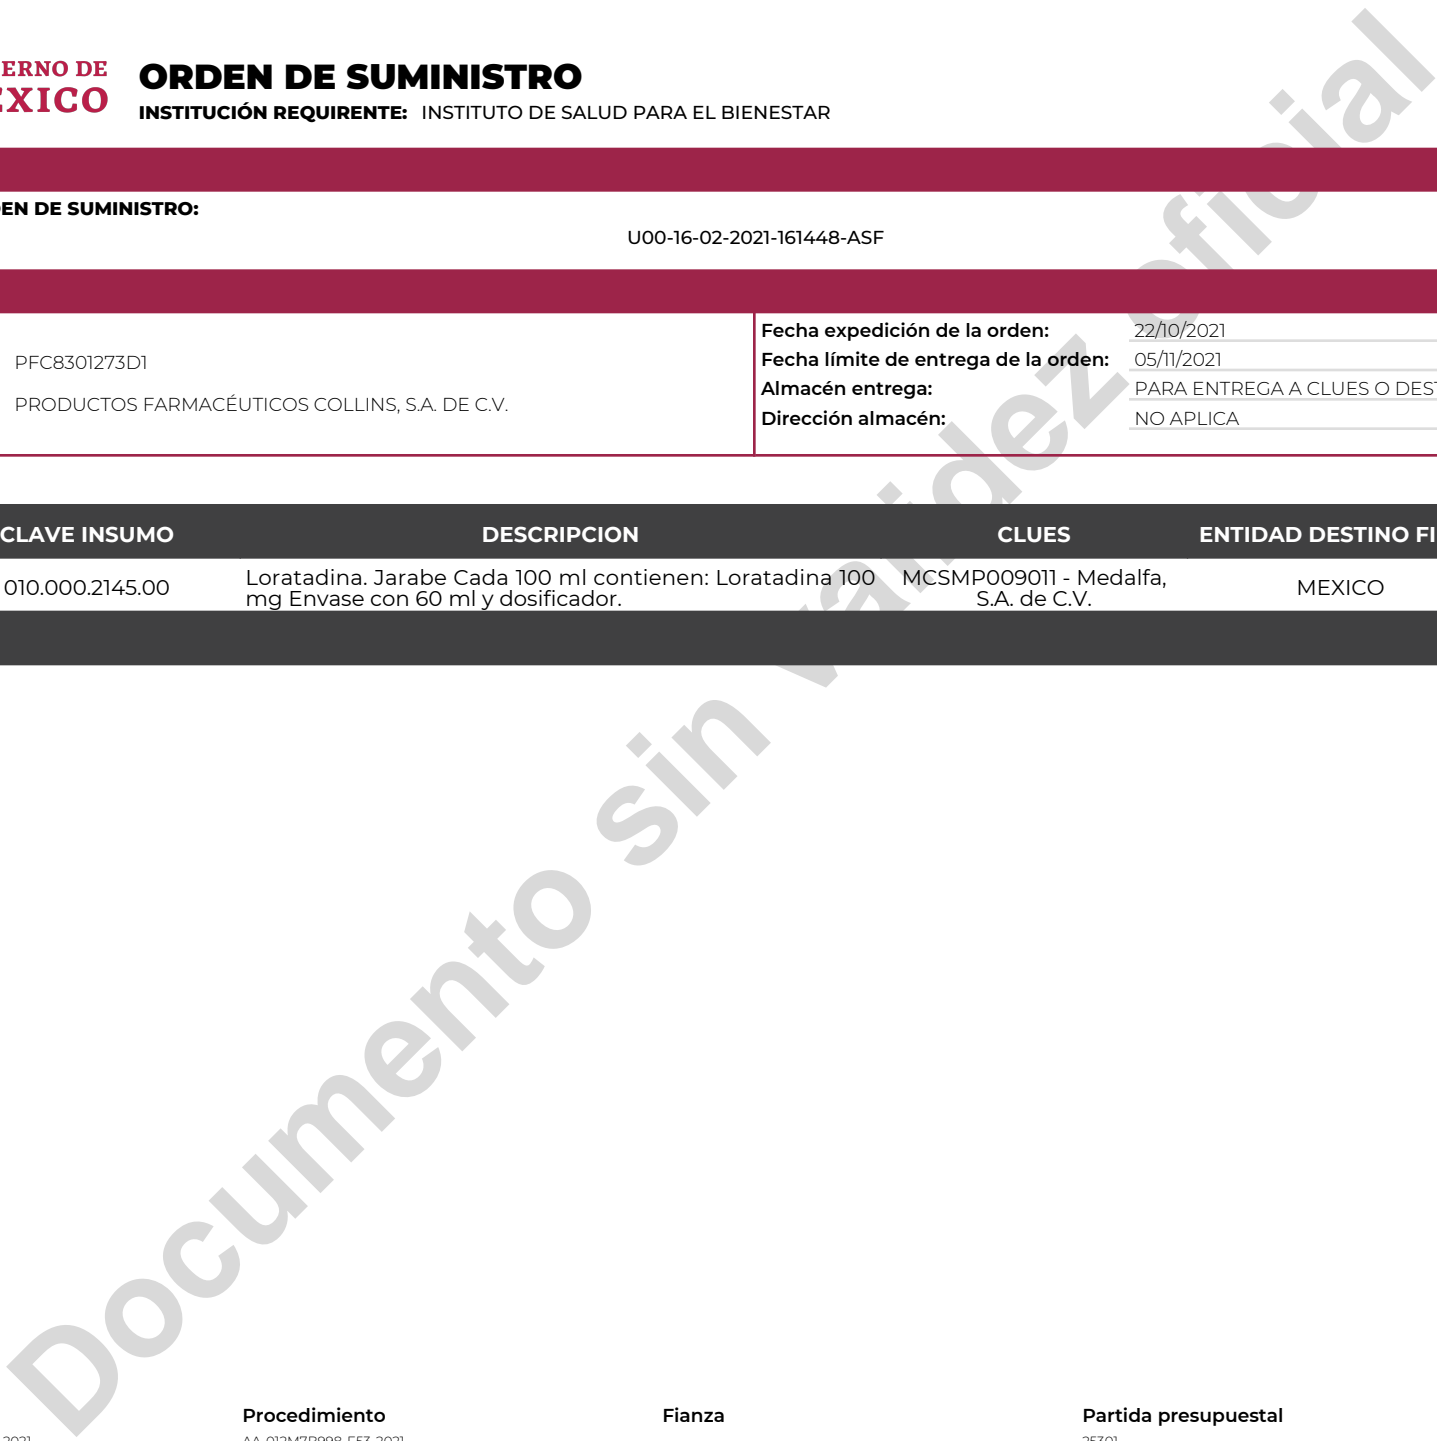 ORDEN DE SUMINISTRO
INSTITUCIÓN REQUIRENTE: INSTITUTO DE SALUD PARA EL BIENESTAR
ERNO DE
EXICO
EN DE SUMINISTRO:
U00-16-02-2021-161448-ASF
PFC8301273D1
PRODUCTOS FARMACÉUTICOS COLLINS, S.A. DE C.V.
Fecha expedición de la orden: 22/10/2021
Fecha límite de entrega de la orden: 05/11/2021
Almacén entrega: PARA ENTREGA A CLUES O DEST
Dirección almacén: NO APLICA
CLAVE INSUMO DESCRIPCION CLUES ENTIDAD DESTINO FI
010.000.2145.00
Loratadina. Jarabe Cada 100 ml contienen: Loratadina 100
mg Envase con 60 ml y dosificador.
MCSMP009011 - Medalfa,
S.A. de C.V.
MEXICO
Documento sin validez oficial
Procedimiento Fianza Partida presupuestal